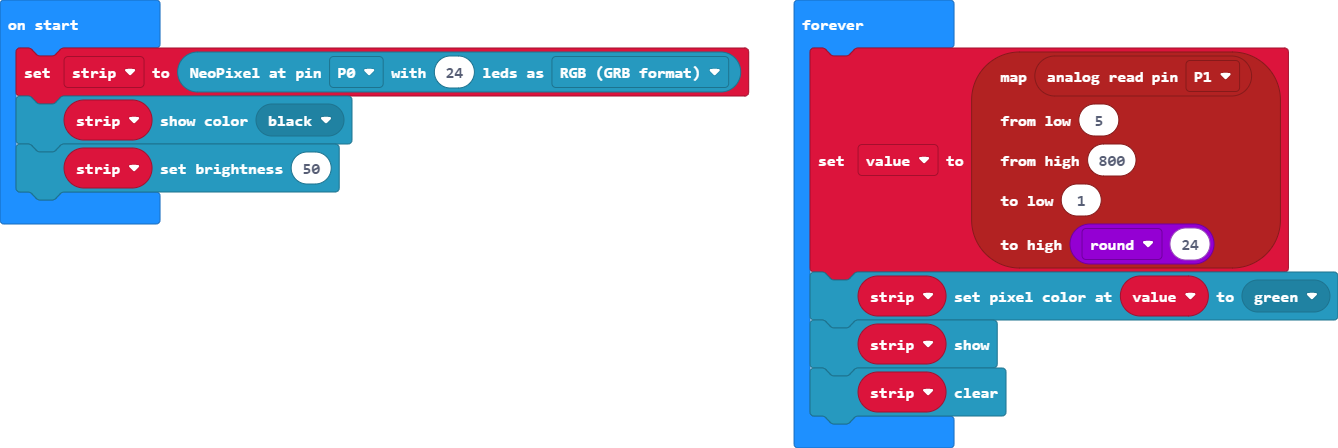 on start
set strip to NeoPixel at pin P0 with 24 leds as RGB (GRB format)
strip show color black
strip set brightness 50
forever
set value to
map analog read pin P1
from low 5
from high 800
to low 1
to high round 24
strip set pixel color at value to green
strip show
strip clear